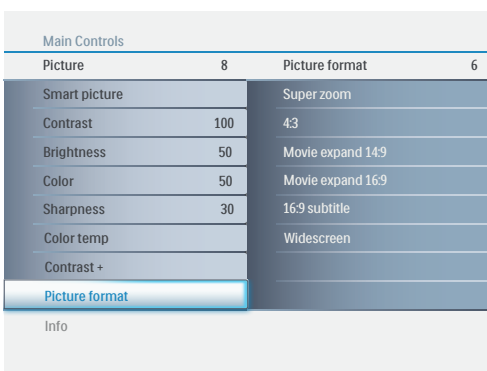 Main Controls
Picture 8 Picture format 6
Smart picture Super zoom
Contrast 100 4:3
Brightness 50 Movie expand 14:9
Color 50 Movie expand 16:9
Sharpness 30 16:9 subtitle
Color temp Widescreen
Contrast +
Picture format
Info